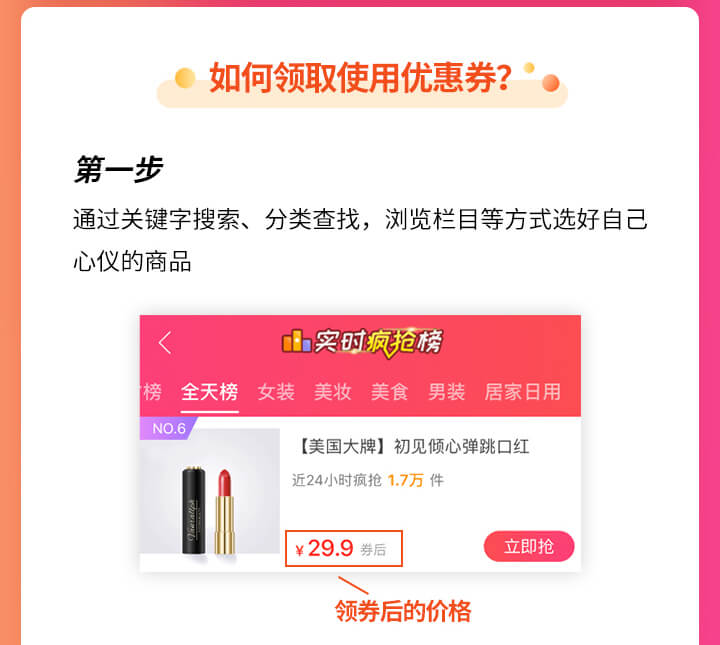 如何领取使用优惠券?
第一步
通过关键字搜索、分类查找，浏览栏目等方式选好自己
心仪的商品
实时疯抢榜
榜 全天榜 女装 美妆 美食 男装 居家日用
NO.6
【美国大牌】初见倾心弹跳口红
近24小时疯抢 1.7万 件
¥29.9 券后
立即抢
领券后的价格